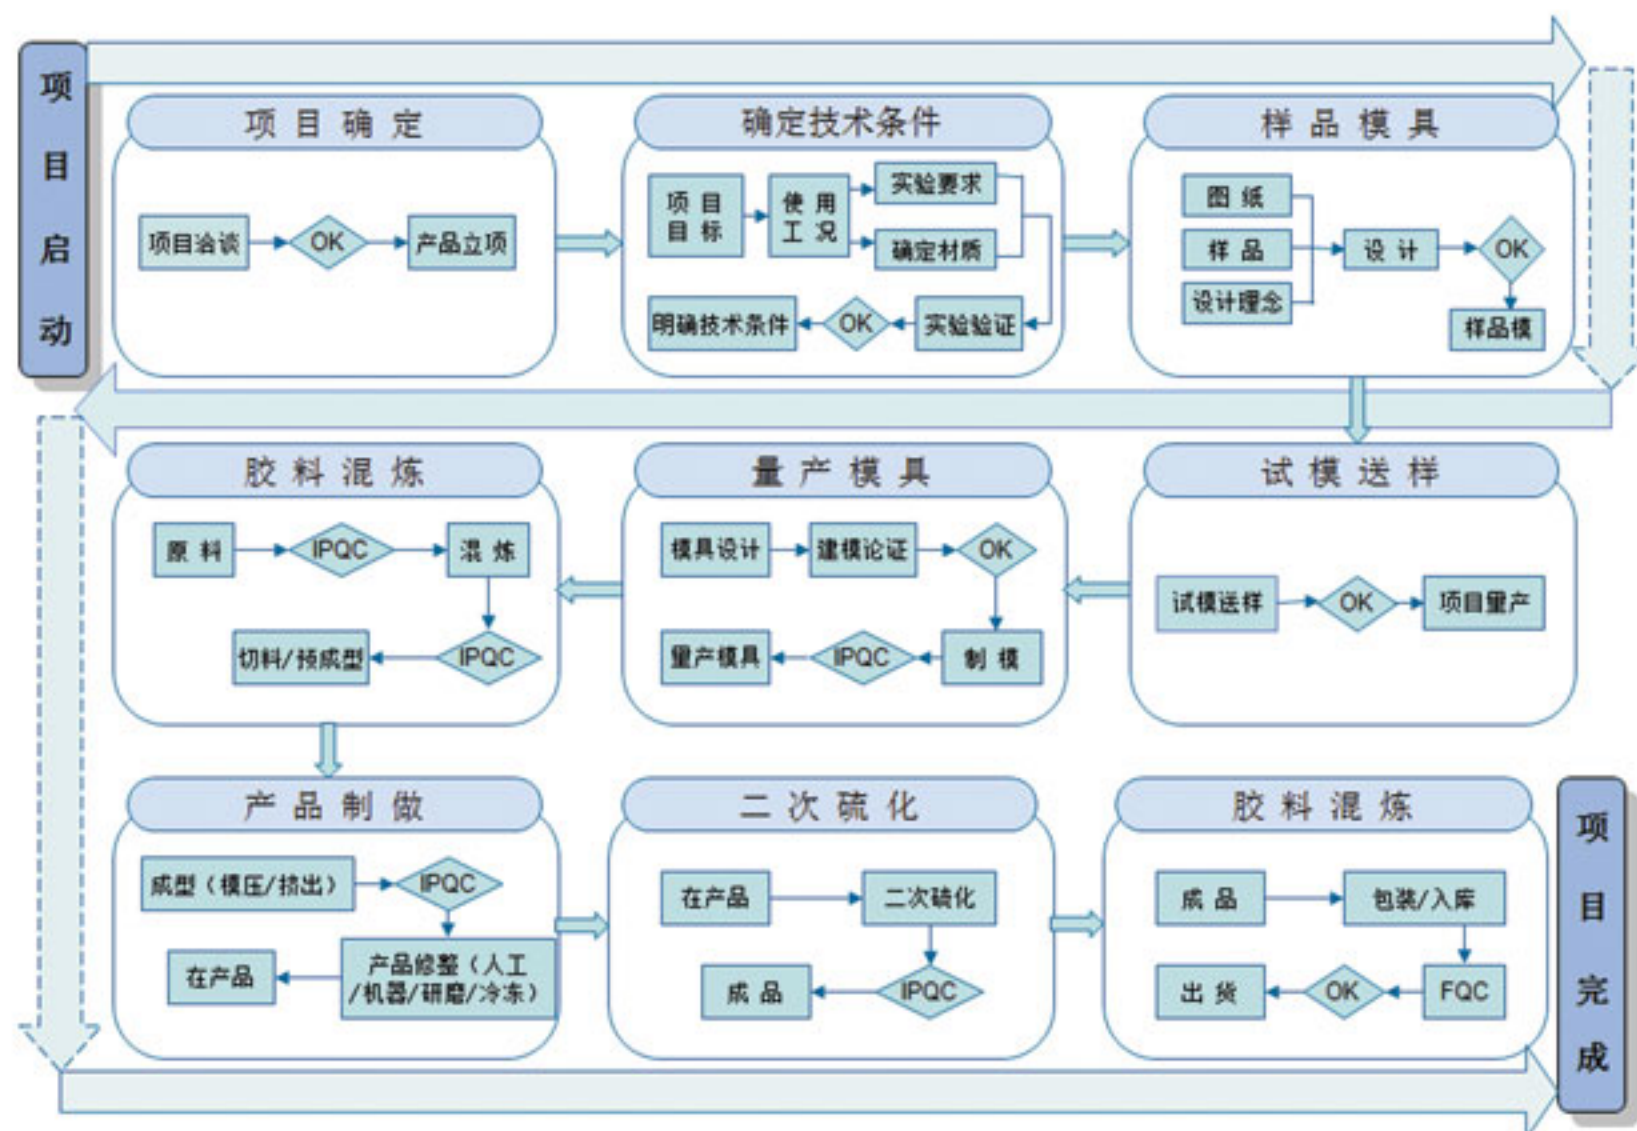 项目启动
项目确定
项目洽谈
OK
产品立项
确定技术条件
项目
目标
使用
工况
实验要求
确定材质
明确技术条件
OK
实验验证
样品模具
图纸
样品
设计理念
设计
OK
样品模
试模送样
试模送样
OK
项目量产
量产模具
模具设计
建模论证
OK
量产模具
IPQC
制模
胶料混炼
原料
IPQC
混炼
切料/预成型
IPQC
产品制做
成型（模压/挤出）
IPQC
在产品
产品修整（人工
/机器/研磨/冷冻）
二次硫化
在产品
二次硫化
成品
IPQC
胶料混炼
成品
包装/入库
出货
OK
FQC
项目完成